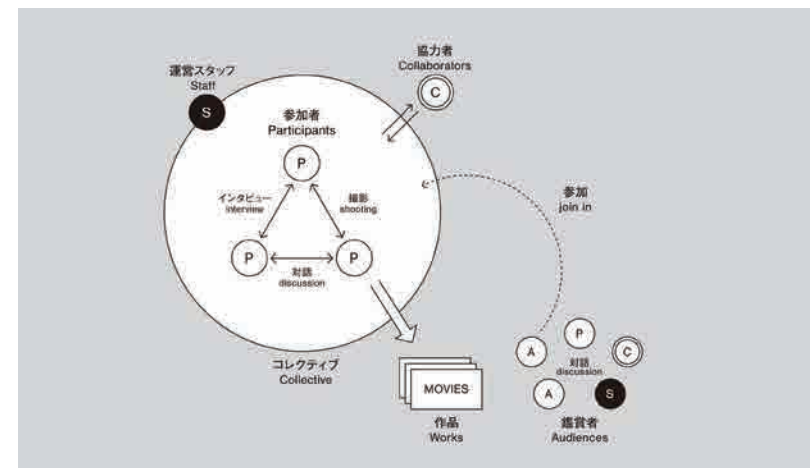 協力者
Collaborators
C
運営スタッフ
Staff
S
参加者
Participants
P
インタビュー
interview
撮影
shooting
P
P
対話
discussion
参加
join in
コレクティブ
Collective
MOVIES
作品
Works
P
A
C
対話
discussion
A
S
鑑賞者
Audiences